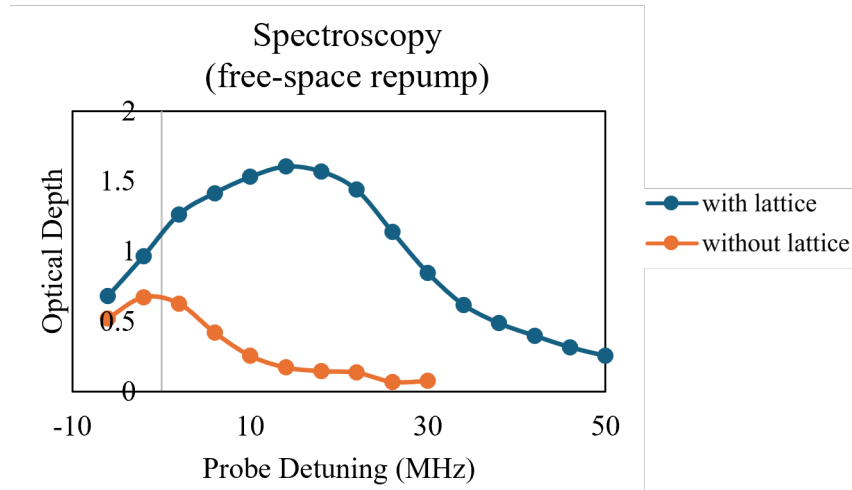 Spectroscopy
(free-space repump)
2
1.5
1
0.5
0
Optical Depth
-10 10 30 50
Probe Detuning (MHz)
with lattice
without lattice